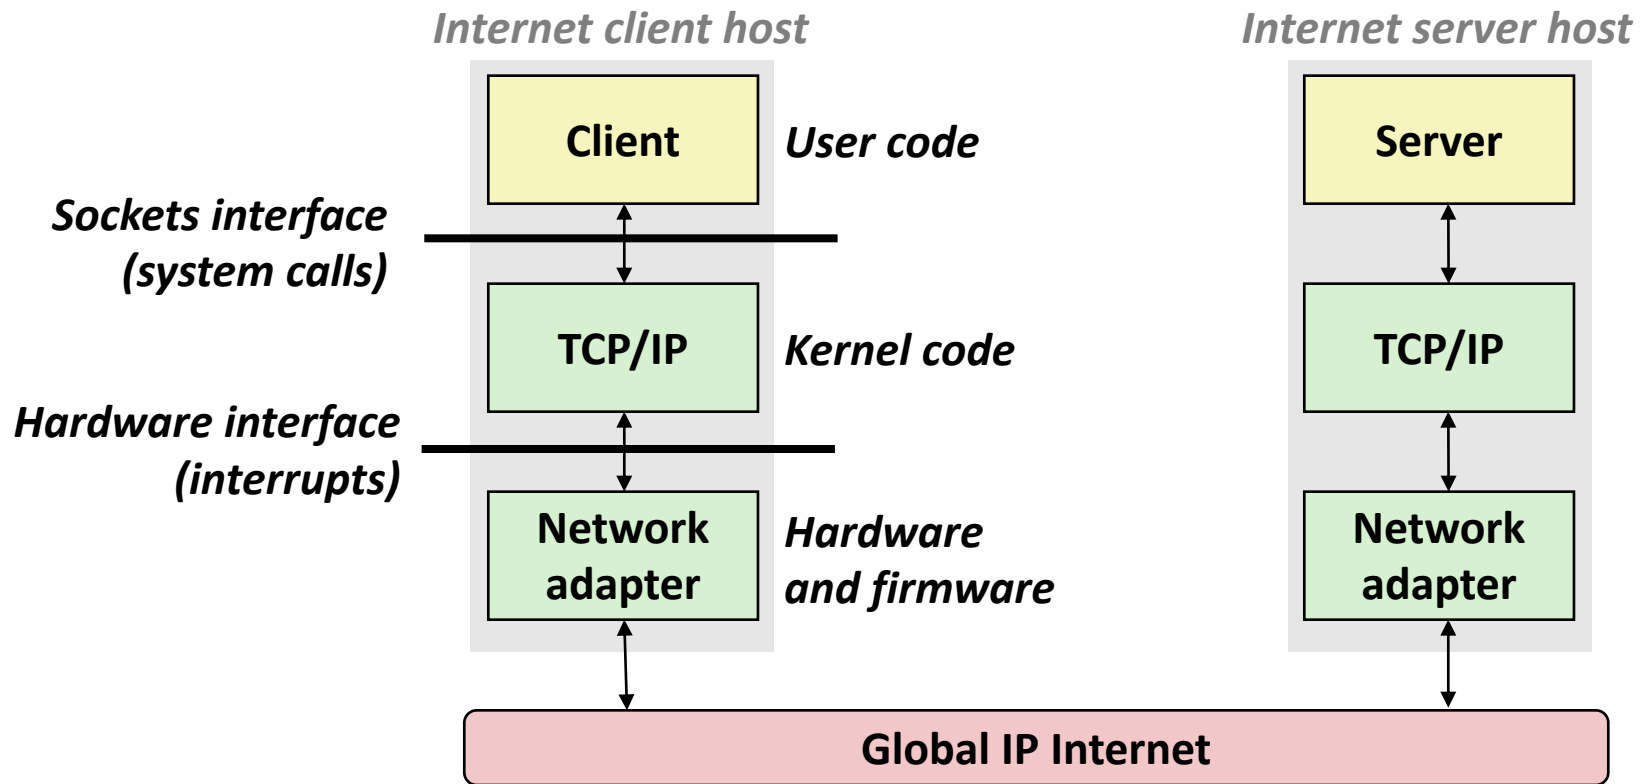 Internet client host
Internet server host
Client
User code
Server
Sockets interface
(system calls)
TCP/IP
Kernel code
TCP/IP
Hardware interface
(interrupts)
Network
adapter
Hardware
and firmware
Network
adapter
Global IP Internet